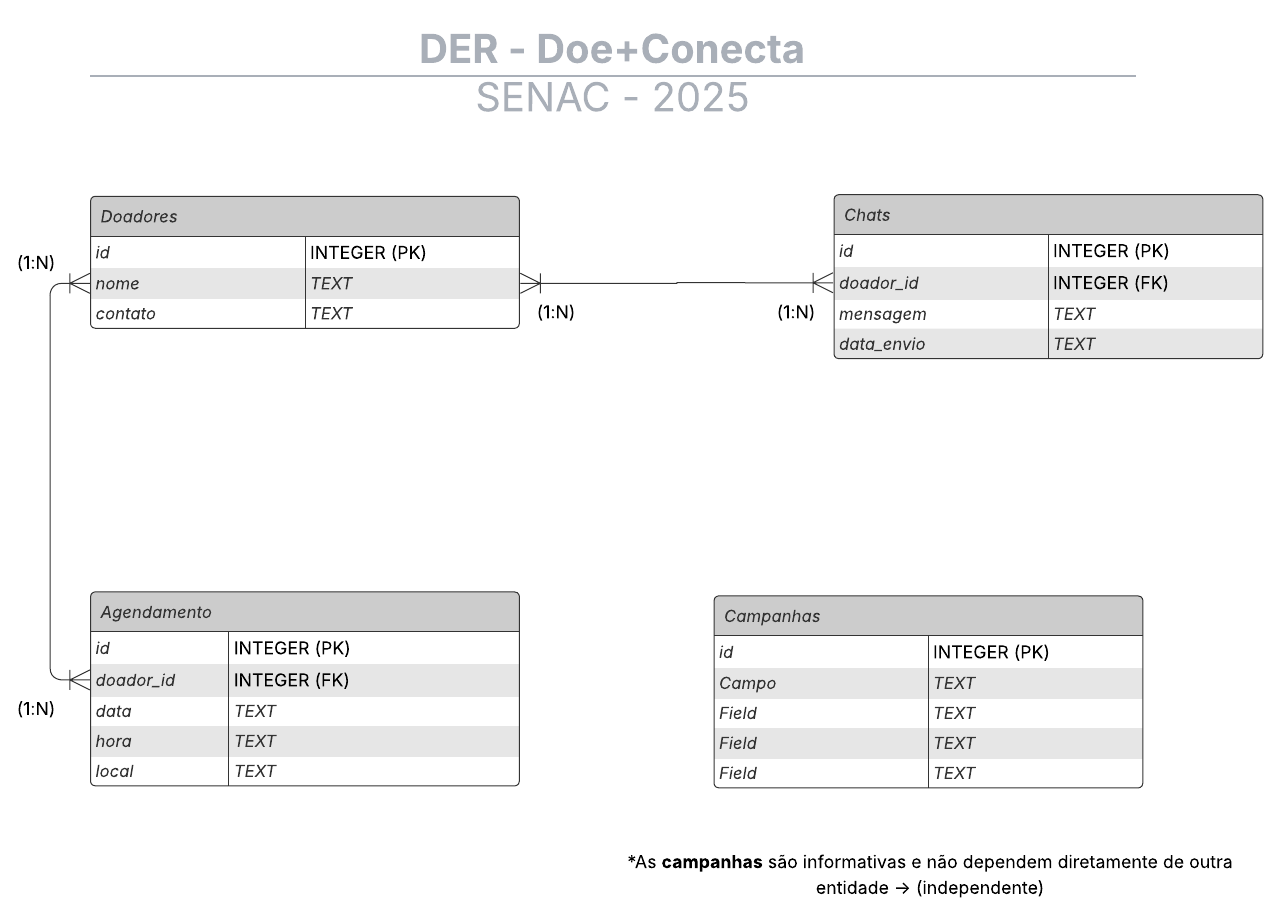 DER - Doe+Conecta
SENAC - 2025
Doadores
id INTEGER (PK)
nome TEXT
contato TEXT
(1:N)
(1:N)
(1:N)
Chats
id INTEGER (PK)
doador_id INTEGER (FK)
mensagem TEXT
data_envio TEXT
Agendamento
id INTEGER (PK)
doador_id INTEGER (FK)
data TEXT
hora TEXT
local TEXT
(1:N)
Campanhas
id INTEGER (PK)
Campo TEXT
Field TEXT
Field TEXT
Field TEXT
*As campanhas são informativas e não dependem diretamente de outra
entidade → (independente)